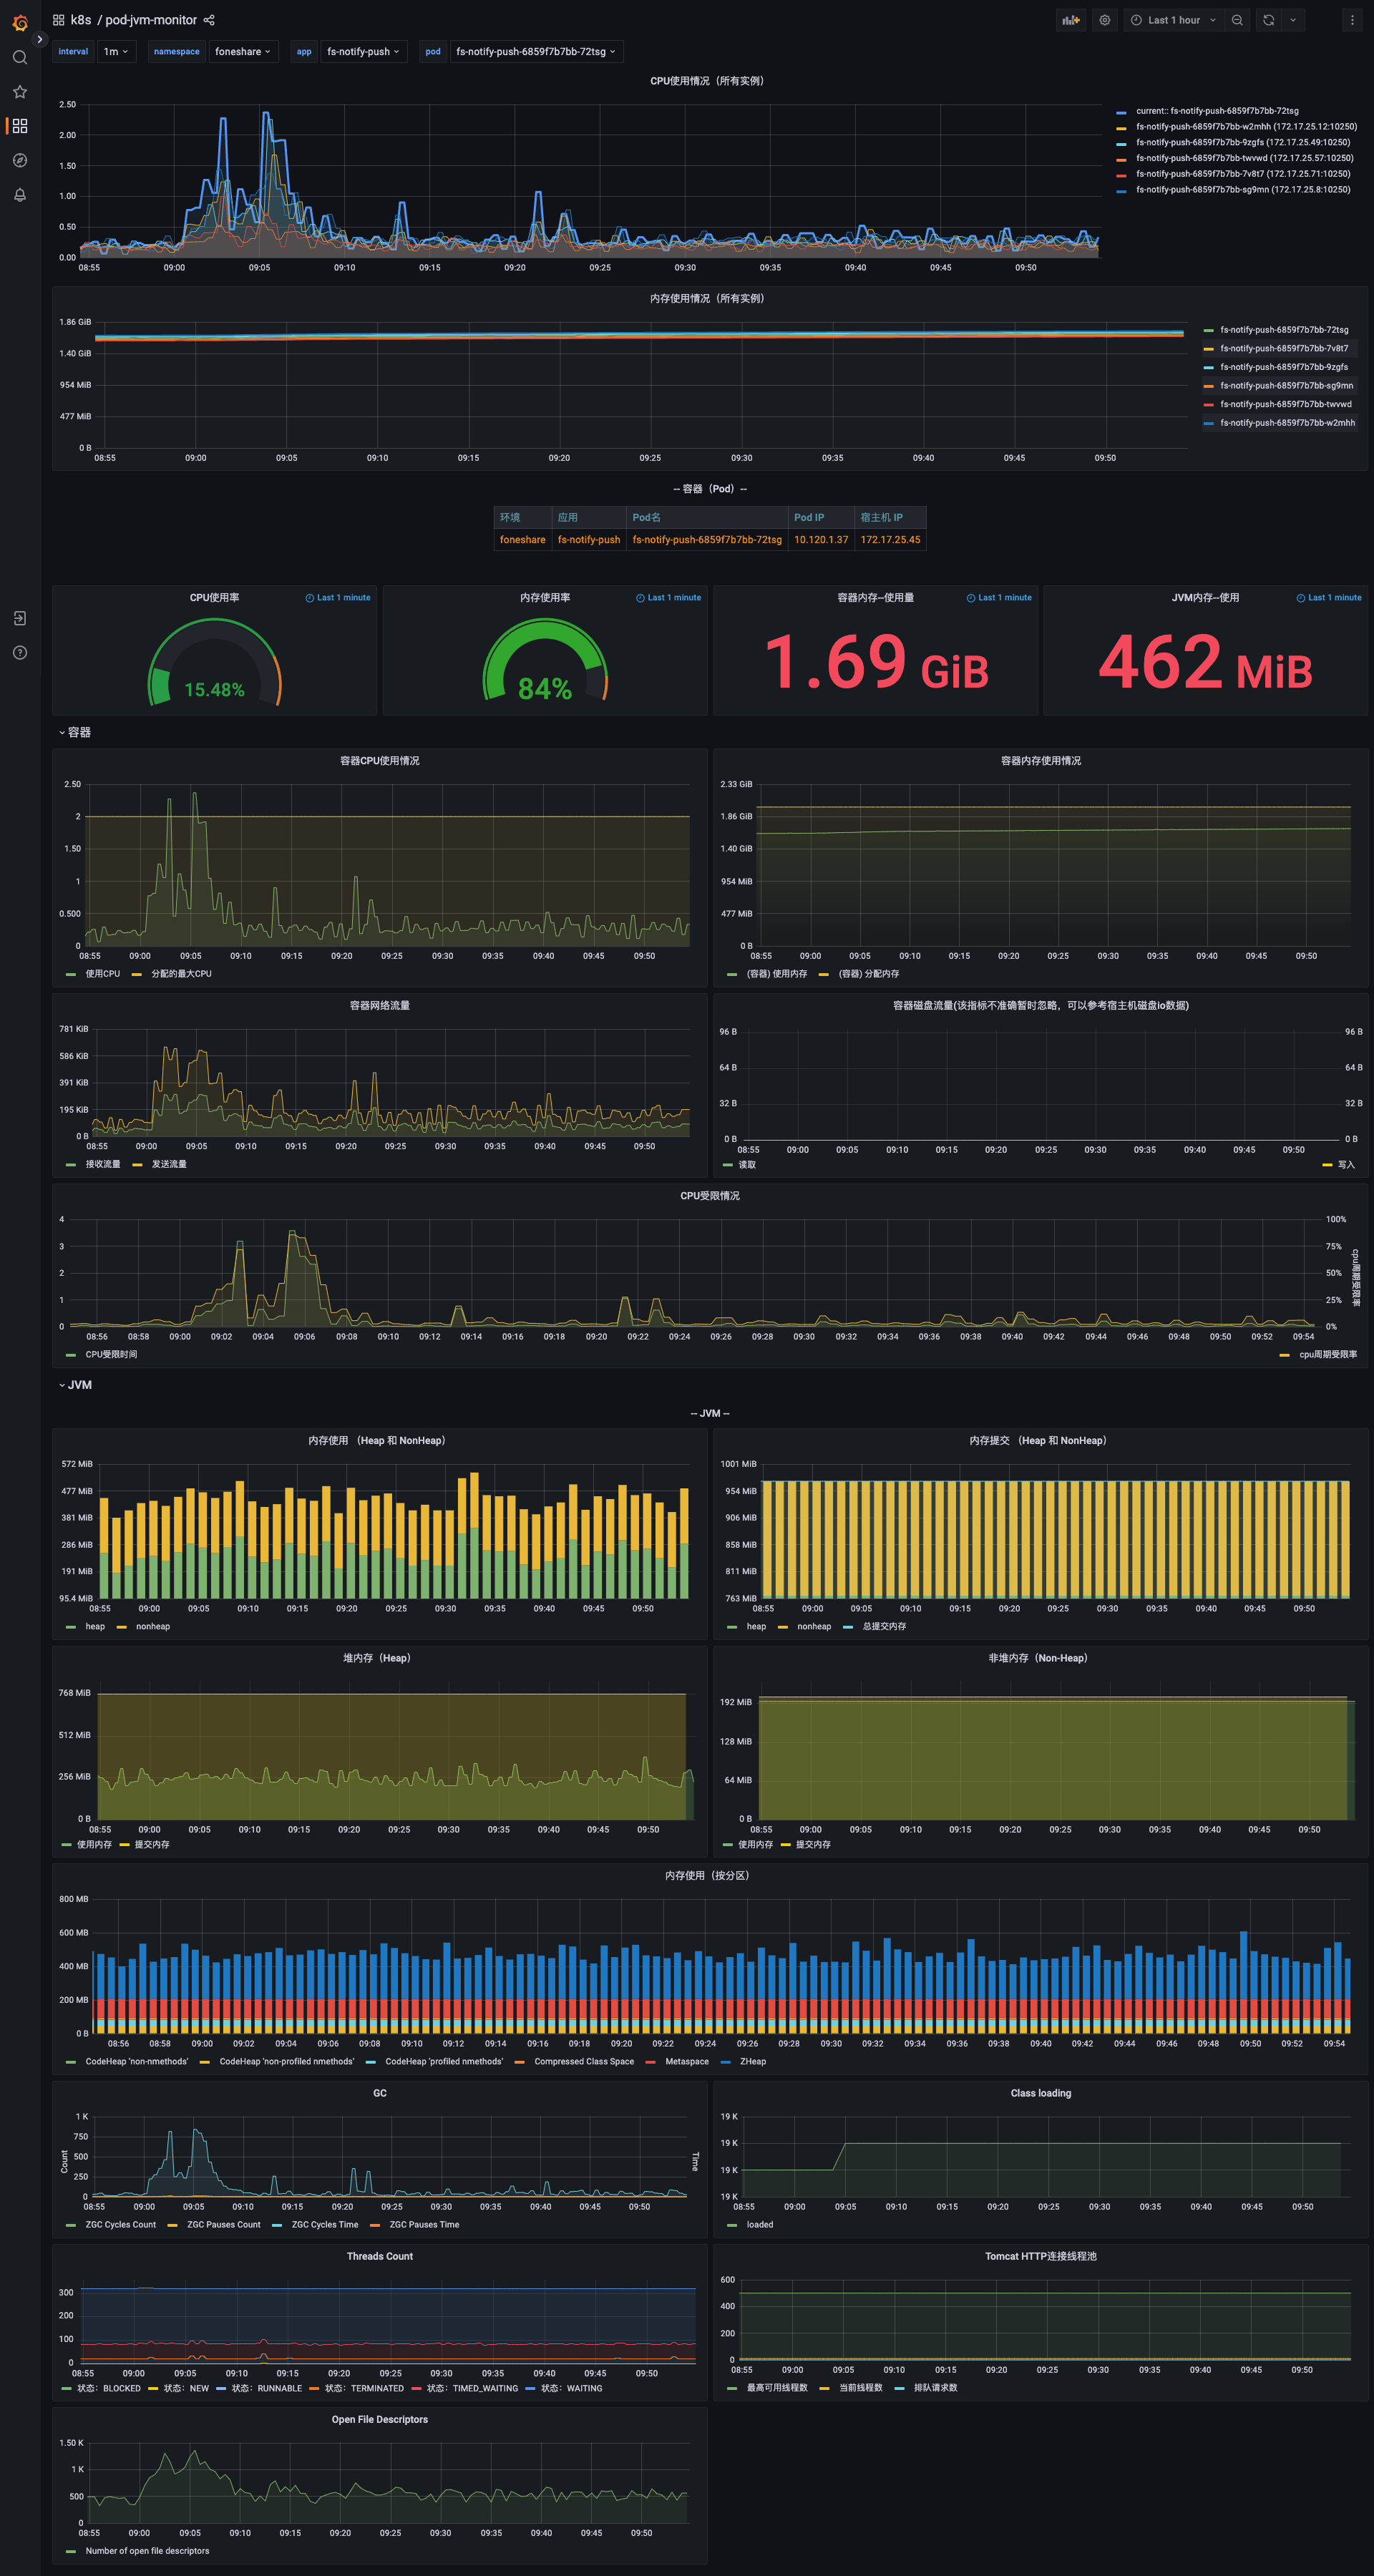 k8s / pod-jvm-monitor
Last 1 hour
interval 1m namespace foneshare app fs-notify-push pod fs-notify-push-6859f7b7bb-72tsg
CPU使用情况（所有实例）
2.50
2.00
1.50
1.00
0.50
0.00
08:55 09:00 09:05 09:10 09:15 09:20 09:25 09:30 09:35 09:40 09:45 09:50
current:: fs-notify-push-6859f7b7bb-72tsg
fs-notify-push-6859f7b7bb-w2mhh (172.17.25.12:10250)
fs-notify-push-6859f7b7bb-9zgfs (172.17.25.49:10250)
fs-notify-push-6859f7b7bb-twvwd (172.17.25.57:10250)
fs-notify-push-6859f7b7bb-7v8t7 (172.17.25.71:10250)
fs-notify-push-6859f7b7bb-sg9mn (172.17.25.8:10250)
内存使用情况（所有实例）
1.86 GiB
1.40 GiB
954 MiB
477 MiB
0 B
08:55 09:00 09:05 09:10 09:15 09:20 09:25 09:30 09:35 09:40 09:45 09:50
fs-notify-push-6859f7b7bb-72tsg
fs-notify-push-6859f7b7bb-7v8t7
fs-notify-push-6859f7b7bb-9zgfs
fs-notify-push-6859f7b7bb-sg9mn
fs-notify-push-6859f7b7bb-twvwd
fs-notify-push-6859f7b7bb-w2mhh
-- 容器（Pod）--
环境 应用 Pod名 Pod IP 宿主机 IP
foneshare fs-notify-push fs-notify-push-6859f7b7bb-72tsg 10.120.1.37 172.17.25.45
CPU使用率 Last 1 minute
15.48%
内存使用率 Last 1 minute
84%
容器内存--使用量 Last 1 minute
1.69 GiB
JVM内存--使用 Last 1 minute
462 MiB
容器
容器CPU使用情况
2.50
2
1.50
1
0.500
0
08:55 09:00 09:05 09:10 09:15 09:20 09:25 09:30 09:35 09:40 09:45 09:50
使用CPU 分配的最大CPU
容器内存使用情况
2.33 GiB
1.86 GiB
1.40 GiB
954 MiB
477 MiB
0 B
08:55 09:00 09:05 09:10 09:15 09:20 09:25 09:30 09:35 09:40 09:45 09:50
(容器) 使用内存 (容器) 分配内存
容器网络流量
781 KiB
586 KiB
391 KiB
195 KiB
0 B
08:55 09:00 09:05 09:10 09:15 09:20 09:25 09:30 09:35 09:40 09:45 09:50
接收流量 发送流量
容器磁盘流量(该指标不准确暂时忽略，可以参考宿主机磁盘io数据)
96 B 96 B
64 B 64 B
32 B 32 B
0 B 0 B
08:55 09:00 09:05 09:10 09:15 09:20 09:25 09:30 09:35 09:40 09:45 09:50
读取 写入
CPU受限情况
4 100%
3 75%
2 50%
1 25%
0 0%
cpu周期受限率
08:56 08:58 09:00 09:02 09:04 09:06 09:08 09:10 09:12 09:14 09:16 09:18 09:20 09:22 09:24 09:26 09:28 09:30 09:32 09:34 09:36 09:38 09:40 09:42 09:44 09:46 09:48 09:50 09:52 09:54
CPU受限时间 cpu周期受限率
JVM
-- JVM --
内存使用 （Heap 和 NonHeap）
572 MiB
477 MiB
381 MiB
286 MiB
191 MiB
95.4 MiB
08:55 09:00 09:05 09:10 09:15 09:20 09:25 09:30 09:35 09:40 09:45 09:50
heap nonheap
内存提交 （Heap 和 NonHeap）
1001 MiB
954 MiB
906 MiB
858 MiB
811 MiB
763 MiB
08:55 09:00 09:05 09:10 09:15 09:20 09:25 09:30 09:35 09:40 09:45 09:50
heap nonheap 总提交内存
堆内存（Heap）
768 MiB
512 MiB
256 MiB
0 B
08:55 09:00 09:05 09:10 09:15 09:20 09:25 09:30 09:35 09:40 09:45 09:50
使用内存 提交内存
非堆内存（Non-Heap）
192 MiB
128 MiB
64 MiB
0 B
08:55 09:00 09:05 09:10 09:15 09:20 09:25 09:30 09:35 09:40 09:45 09:50
使用内存 提交内存
内存使用（按分区）
800 MB
600 MB
400 MB
200 MB
0 B
08:56 08:58 09:00 09:02 09:04 09:06 09:08 09:10 09:12 09:14 09:16 09:18 09:20 09:22 09:24 09:26 09:28 09:30 09:32 09:34 09:36 09:38 09:40 09:42 09:44 09:46 09:48 09:50 09:52 09:54
CodeHeap 'non-nmethods' CodeHeap 'non-profiled nmethods' CodeHeap 'profiled nmethods' Compressed Class Space Metaspace ZHeap
GC
Count
1 K
750
500
250
0
Time
08:55 09:00 09:05 09:10 09:15 09:20 09:25 09:30 09:35 09:40 09:45 09:50
ZGC Cycles Count ZGC Pauses Count ZGC Cycles Time ZGC Pauses Time
Class loading
19 K
19 K
19 K
19 K
08:55 09:00 09:05 09:10 09:15 09:20 09:25 09:30 09:35 09:40 09:45 09:50
loaded
Threads Count
300
200
100
0
08:55 09:00 09:05 09:10 09:15 09:20 09:25 09:30 09:35 09:40 09:45 09:50
状态：BLOCKED 状态：NEW 状态：RUNNABLE 状态：TERMINATED 状态：TIMED_WAITING 状态：WAITING
Tomcat HTTP连接线程池
600
400
200
0
08:55 09:00 09:05 09:10 09:15 09:20 09:25 09:30 09:35 09:40 09:45 09:50
最高可用线程数 当前线程数 排队请求数
Open File Descriptors
1.50 K
1 K
500
0
08:55 09:00 09:05 09:10 09:15 09:20 09:25 09:30 09:35 09:40 09:45 09:50
Number of open file descriptors